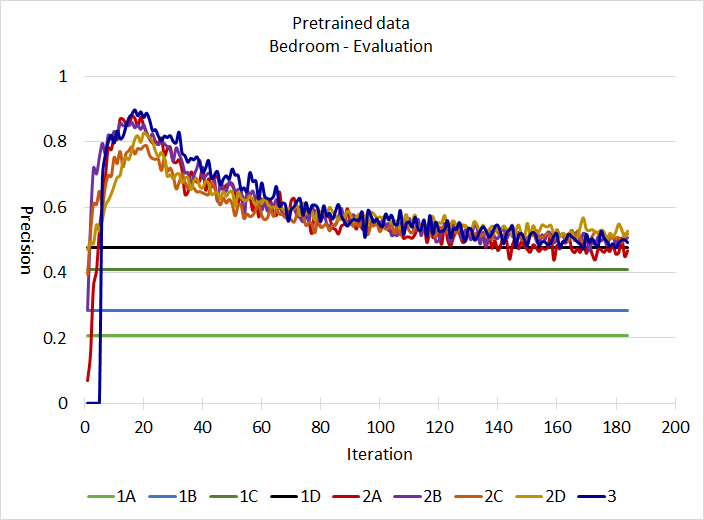 Pretrained data
Bedroom - Evaluation
1
0.8
0.6
0.4
0.2
0
Precision
0 20 40 60 80 100 120 140 160 180 200
Iteration
1A 1B 1C 1D 2A 2B 2C 2D 3